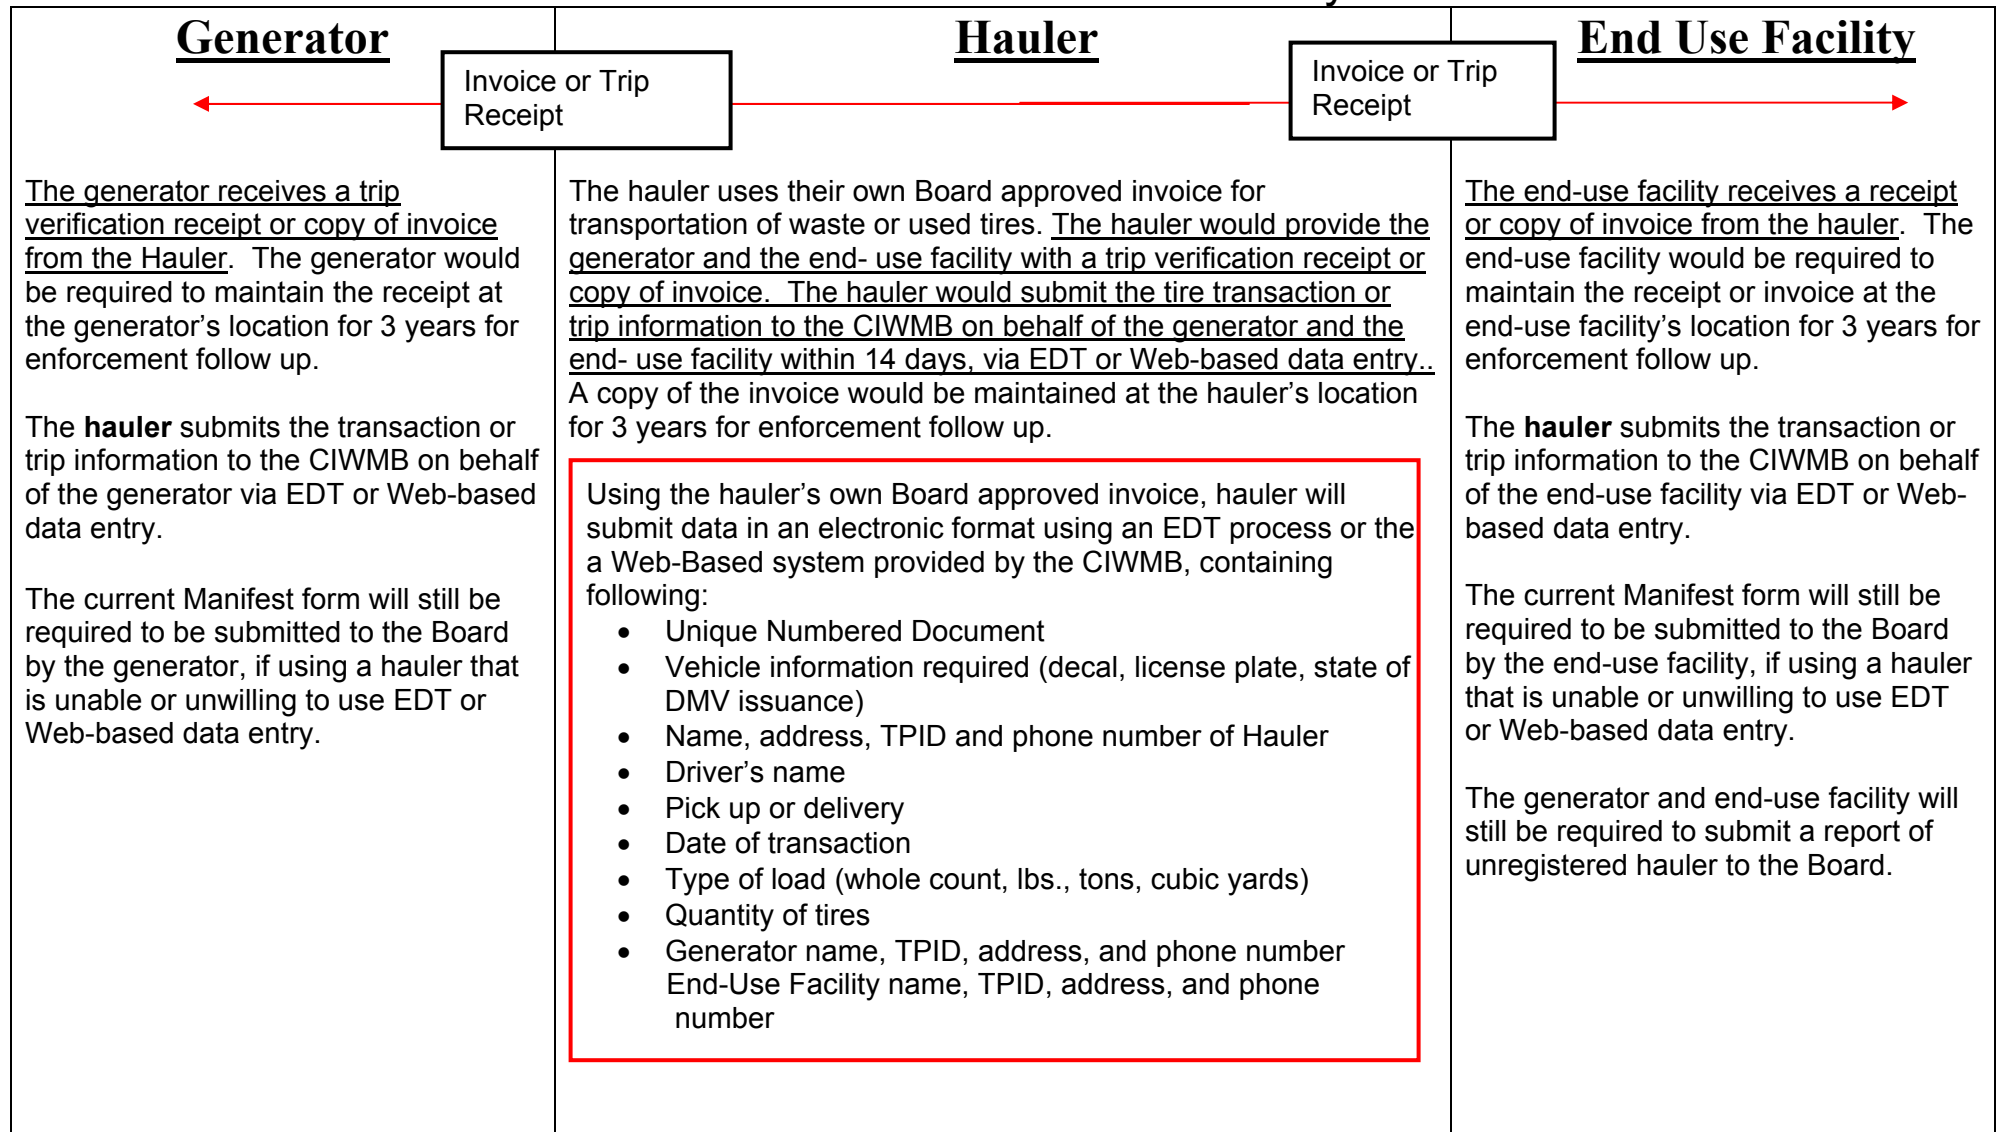 Generator
Hauler
End Use Facility
Invoice or Trip
Receipt
Invoice or Trip
Receipt
The generator receives a trip
verification receipt or copy of invoice
from the Hauler.  The generator would
be required to maintain the receipt at
the generator’s location for 3 years for
enforcement follow up.
The hauler submits the transaction or
trip information to the CIWMB on behalf
of the generator via EDT or Web-based
data entry.
The current Manifest form will still be
required to be submitted to the Board
by the generator, if using a hauler that
is unable or unwilling to use EDT or
Web-based data entry.
The hauler uses their own Board approved invoice for
transportation of waste or used tires. The hauler would provide the
generator and the end- use facility with a trip verification receipt or
copy of invoice.  The hauler would submit the tire transaction or
trip information to the CIWMB on behalf of the generator and the
end- use facility within 14 days, via EDT or Web-based data entry..
A copy of the invoice would be maintained at the hauler’s location
for 3 years for enforcement follow up.
Using the hauler’s own Board approved invoice, hauler will
submit data in an electronic format using an EDT process or the
a Web-Based system provided by the CIWMB, containing
following:
• Unique Numbered Document
• Vehicle information required (decal, license plate, state of
DMV issuance)
• Name, address, TPID and phone number of Hauler
• Driver’s name
• Pick up or delivery
• Date of transaction
• Type of load (whole count, lbs., tons, cubic yards)
• Quantity of tires
• Generator name, TPID, address, and phone number
End-Use Facility name, TPID, address, and phone
number
The end-use facility receives a receipt
or copy of invoice from the hauler.  The
end-use facility would be required to
maintain the receipt or invoice at the
end-use facility’s location for 3 years for
enforcement follow up.
The hauler submits the transaction or
trip information to the CIWMB on behalf
of the end-use facility via EDT or Web-
based data entry.
The current Manifest form will still be
required to be submitted to the Board
by the end-use facility, if using a hauler
that is unable or unwilling to use EDT
or Web-based data entry.
The generator and end-use facility will
still be required to submit a report of
unregistered hauler to the Board.